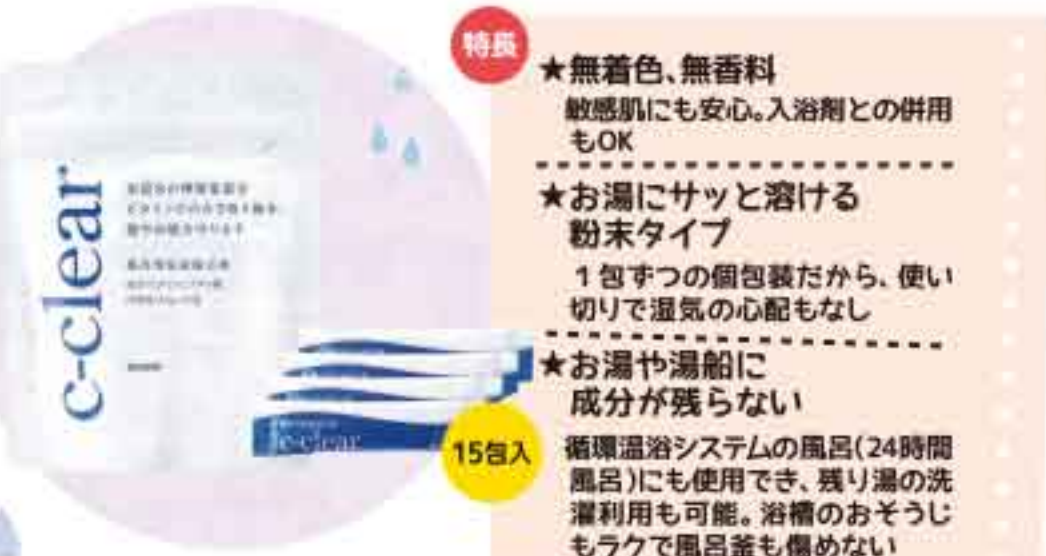 特長
★無着色、無香料
敏感肌にも安心。入浴剤との併用
もOK
★お湯にサッと溶ける
粉末タイプ
1包ずつの個包装だから、使い
切りで湿気の心配もなし
★お湯や湯船に
成分が残らない
循環温浴システムの風呂(24時間
風呂)にも使用でき、残り湯の洗
濯利用も可能。浴槽のおそうじ
もラクで風呂釜も傷めない
c-clear
c-clear
15包入